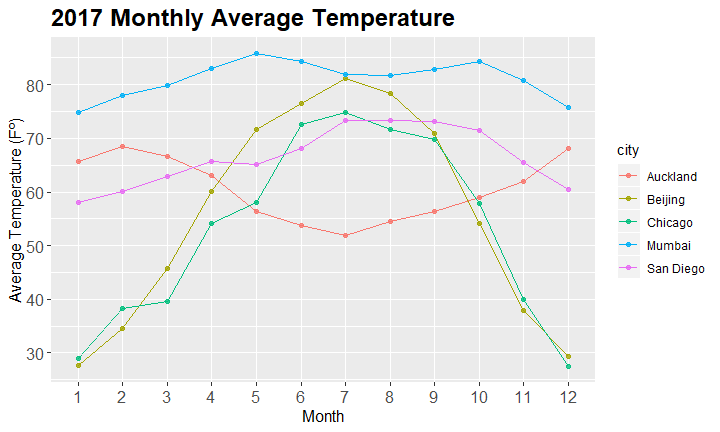 2017 Monthly Average Temperature
Average Temperature (Fº)
80
70
60
50
40
30
1 2 3 4 5 6 7 8 9 10 11 12
Month
city
Auckland
Beijing
Chicago
Mumbai
San Diego